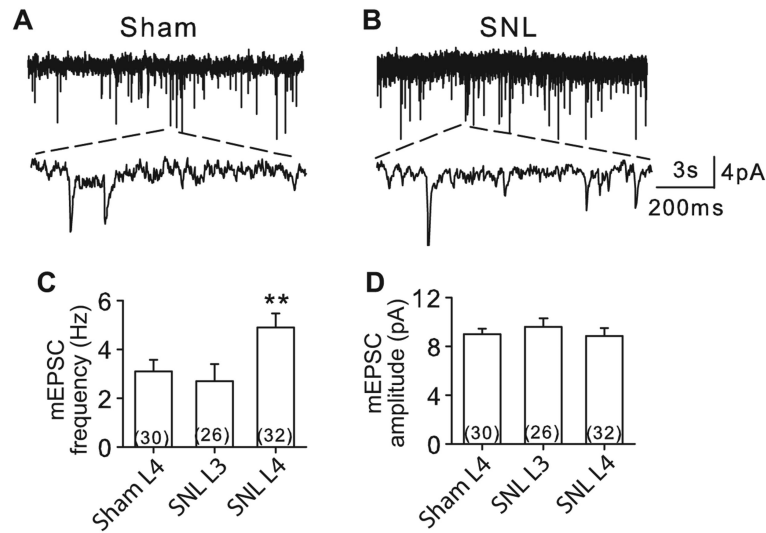 A
Sham
B
SNL
3s
4pA
200ms
C
mEPSC
frequency (Hz)
6
4
2
0
**
(30)
(26)
(32)
Sham L4
SNL L3
SNL L4
D
mEPSC
amplitude (pA)
12
8
4
0
(30)
(26)
(32)
Sham L4
SNL L3
SNL L4